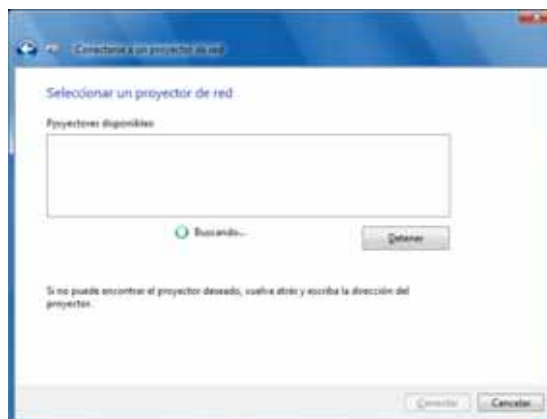 Conectarse a un proyector de red
Seleccionar un proyector de red
Proyectores disponibles
Buscando...
Detener
Si no puede encontrar el proyector deseado, vuelva atrás y escriba la dirección del
proyector.
Conectar
Cancelar